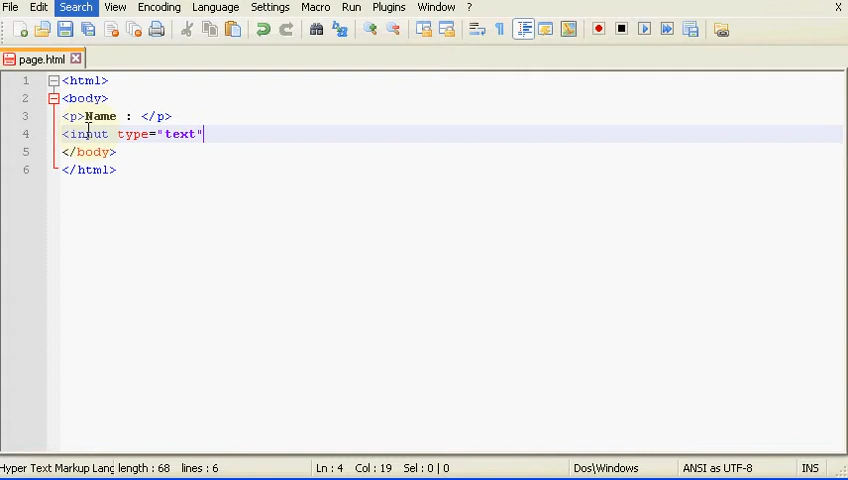 File Edit Search View Encoding Language Settings Macro Run Plugins Window ? X
page.html
1 <html>
2 <body>
3 <p>Name : </p>
4 <input type="text"
5 </body>
6 </html>
Hyper Text Markup Lang length : 68 lines : 6 Ln : 4 Col : 19 Sel : 0 | 0 Dos\Windows ANSI as UTF-8 INS